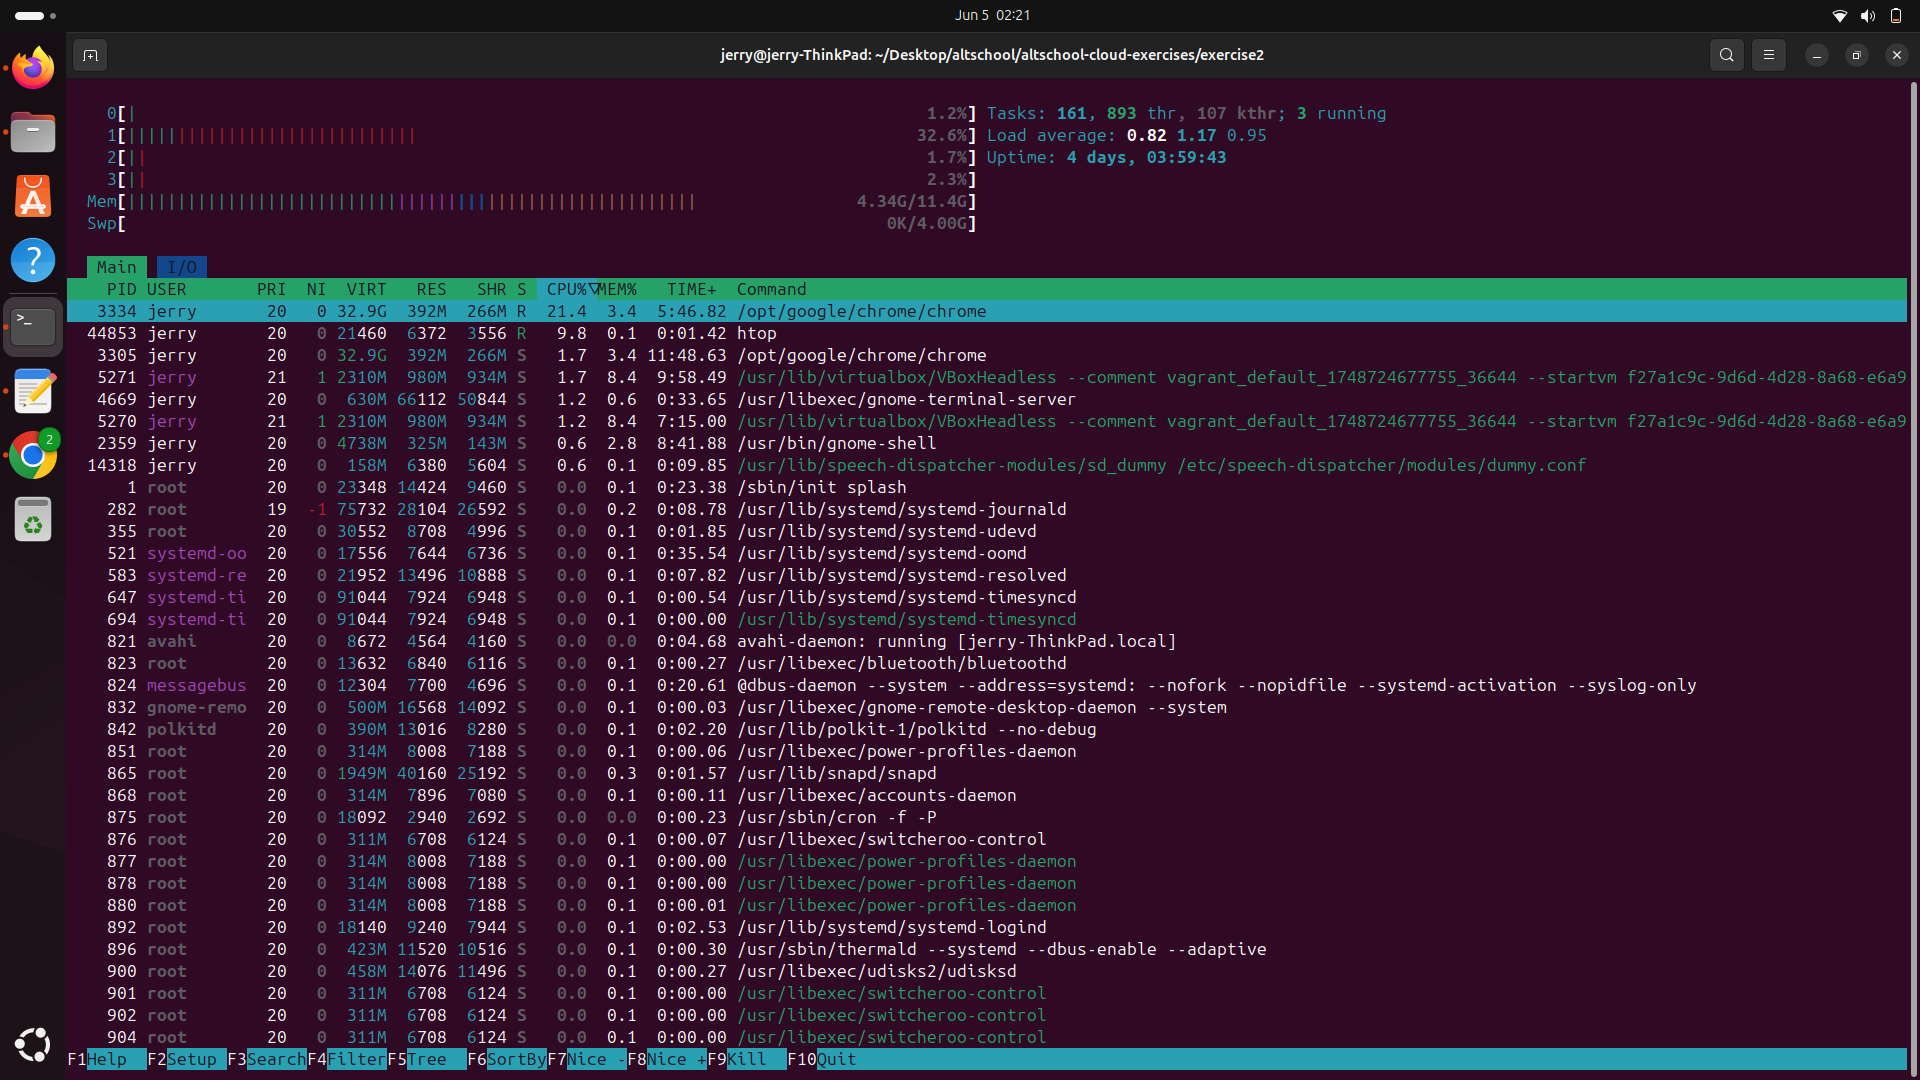 Jun 5 02:21
jerry@jerry-ThinkPad: ~/Desktop/altschool/altschool-cloud-exercises/exercise2
0[| 1.2%] Tasks: 161, 893 thr, 107 kthr; 3 running
1[||||||||||||||||||||||||||||| 32.6%] Load average: 0.82 1.17 0.95
2[|| 1.7%] Uptime: 4 days, 03:59:43
3[|| 2.3%]
Mem[||||||||||||||||||||||||||||||||||||||||||||||||||||||||| 4.34G/11.4G]
Swp[ 0K/4.00G]
Main I/O
PID USER PRI NI VIRT RES SHR S CPU%▽MEM% TIME+ Command
3334 jerry 20 0 32.9G 392M 266M R 21.4 3.4 5:46.82 /opt/google/chrome/chrome
44853 jerry 20 0 21460 6372 3556 R 9.8 0.1 0:01.42 htop
3305 jerry 20 0 32.9G 392M 266M S 1.7 3.4 11:48.63 /opt/google/chrome/chrome
5271 jerry 21 1 2310M 980M 934M S 1.7 8.4 9:58.49 /usr/lib/virtualbox/VBoxHeadless --comment vagrant_default_1748724677755_36644 --startvm f27a1c9c-9d6d-4d28-8a68-e6a9
4669 jerry 20 0 630M 66112 50844 S 1.2 0.6 0:33.65 /usr/libexec/gnome-terminal-server
5270 jerry 21 1 2310M 980M 934M S 1.2 8.4 7:15.00 /usr/lib/virtualbox/VBoxHeadless --comment vagrant_default_1748724677755_36644 --startvm f27a1c9c-9d6d-4d28-8a68-e6a9
2359 jerry 20 0 4738M 325M 143M S 0.6 2.8 8:41.88 /usr/bin/gnome-shell
14318 jerry 20 0 158M 6380 5604 S 0.6 0.1 0:09.85 /usr/lib/speech-dispatcher-modules/sd_dummy /etc/speech-dispatcher/modules/dummy.conf
1 root 20 0 23348 14424 9460 S 0.0 0.1 0:23.38 /sbin/init splash
282 root 19 -1 75732 28104 26592 S 0.0 0.2 0:08.78 /usr/lib/systemd/systemd-journald
355 root 20 0 30552 8708 4996 S 0.0 0.1 0:01.85 /usr/lib/systemd/systemd-udevd
521 systemd-oo 20 0 17556 7644 6736 S 0.0 0.1 0:35.54 /usr/lib/systemd/systemd-oomd
583 systemd-re 20 0 21952 13496 10888 S 0.0 0.1 0:07.82 /usr/lib/systemd/systemd-resolved
647 systemd-ti 20 0 91044 7924 6948 S 0.0 0.1 0:00.54 /usr/lib/systemd/systemd-timesyncd
694 systemd-ti 20 0 91044 7924 6948 S 0.0 0.1 0:00.00 /usr/lib/systemd/systemd-timesyncd
821 avahi 20 0 8672 4564 4160 S 0.0 0.0 0:04.68 avahi-daemon: running [jerry-ThinkPad.local]
823 root 20 0 13632 6840 6116 S 0.0 0.1 0:00.27 /usr/libexec/bluetooth/bluetoothd
824 messagebus 20 0 12304 7700 4696 S 0.0 0.1 0:20.61 @dbus-daemon --system --address=systemd: --nofork --nopidfile --systemd-activation --syslog-only
832 gnome-remo 20 0 500M 16568 14092 S 0.0 0.1 0:00.03 /usr/libexec/gnome-remote-desktop-daemon --system
842 polkitd 20 0 390M 13016 8280 S 0.0 0.1 0:02.20 /usr/lib/polkit-1/polkitd --no-debug
851 root 20 0 314M 8008 7188 S 0.0 0.1 0:00.06 /usr/libexec/power-profiles-daemon
865 root 20 0 1949M 40160 25192 S 0.0 0.3 0:01.57 /usr/lib/snapd/snapd
868 root 20 0 314M 7896 7080 S 0.0 0.1 0:00.11 /usr/libexec/accounts-daemon
875 root 20 0 18092 2940 2692 S 0.0 0.0 0:00.23 /usr/sbin/cron -f -P
876 root 20 0 311M 6708 6124 S 0.0 0.1 0:00.07 /usr/libexec/switcheroo-control
877 root 20 0 314M 8008 7188 S 0.0 0.1 0:00.00 /usr/libexec/power-profiles-daemon
878 root 20 0 314M 8008 7188 S 0.0 0.1 0:00.00 /usr/libexec/power-profiles-daemon
880 root 20 0 314M 8008 7188 S 0.0 0.1 0:00.01 /usr/libexec/power-profiles-daemon
892 root 20 0 18140 9240 7944 S 0.0 0.1 0:02.53 /usr/lib/systemd/systemd-logind
896 root 20 0 423M 11520 10516 S 0.0 0.1 0:00.30 /usr/sbin/thermald --systemd --dbus-enable --adaptive
900 root 20 0 458M 14076 11496 S 0.0 0.1 0:00.27 /usr/libexec/udisks2/udisksd
901 root 20 0 311M 6708 6124 S 0.0 0.1 0:00.00 /usr/libexec/switcheroo-control
902 root 20 0 311M 6708 6124 S 0.0 0.1 0:00.00 /usr/libexec/switcheroo-control
904 root 20 0 311M 6708 6124 S 0.0 0.1 0:00.00 /usr/libexec/switcheroo-control
F1Help F2Setup F3SearchF4FilterF5Tree F6SortByF7Nice -F8Nice +F9Kill F10Quit
2